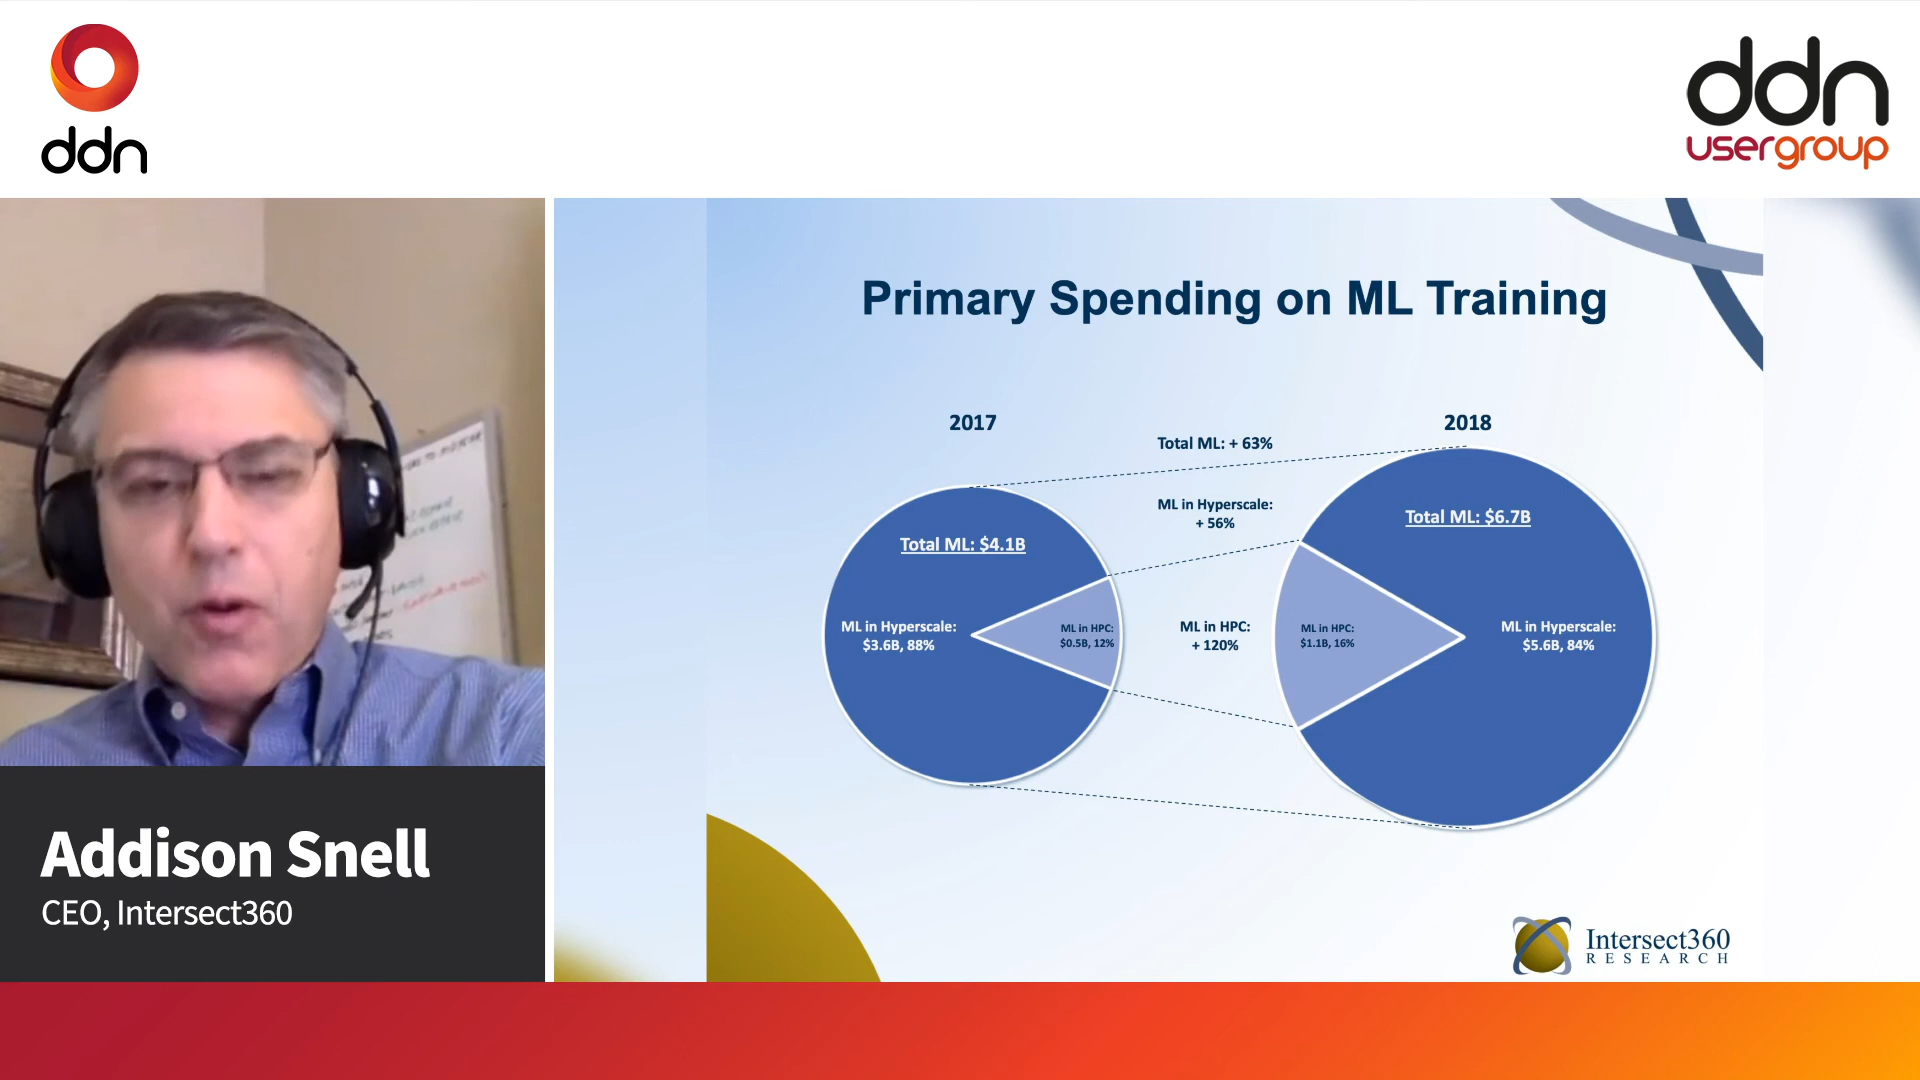 ddn
ddn
usergroup
Primary Spending on ML Training
2017
2018
Total ML: + 63%
ML in Hyperscale:
+ 56%
Total ML: $4.1B
Total ML: $6.7B
ML in Hyperscale:
$3.6B, 88%
ML in HPC:
$0.5B, 12%
ML in HPC:
+ 120%
ML in HPC:
$1.1B, 16%
ML in Hyperscale:
$5.6B, 84%
Addison Snell
CEO, Intersect360
Intersect360
RESEARCH